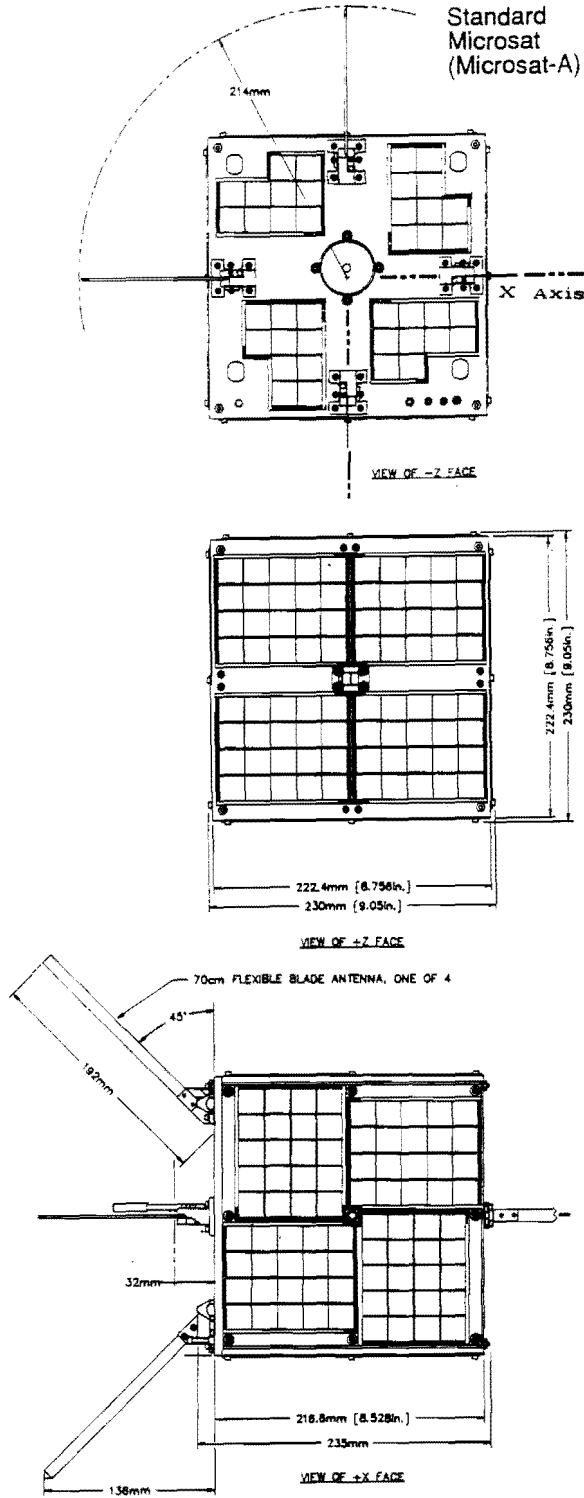 Standard
Microsat
(Microsat-A)
214mm
X Axis
VIEW OF -Z FACE
222.4mm [8.756in.]
230mm [9.05in.]
222.4mm [8.756in.]
230mm [9.05in.]
VIEW OF +Z FACE
70cm FLEXIBLE BLADE ANTENNA, ONE OF 4
45°
192mm
32mm
216.6mm [8.528in.]
235mm
136mm
VIEW OF +X FACE